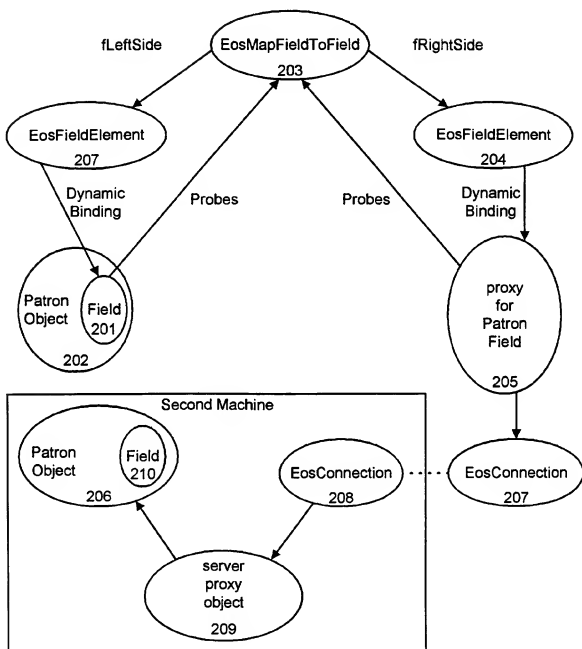 fLeftSide
EosMapFieldToField
203
fRightSide
EosFieldElement
207
EosFieldElement
204
Dynamic
Binding
Probes
Probes
Dynamic
Binding
Patron
Object
Field
201
202
proxy
for
Patron
Field
205
Second Machine
Patron
Object
Field
210
206
EosConnection
208
EosConnection
207
server
proxy
object
209